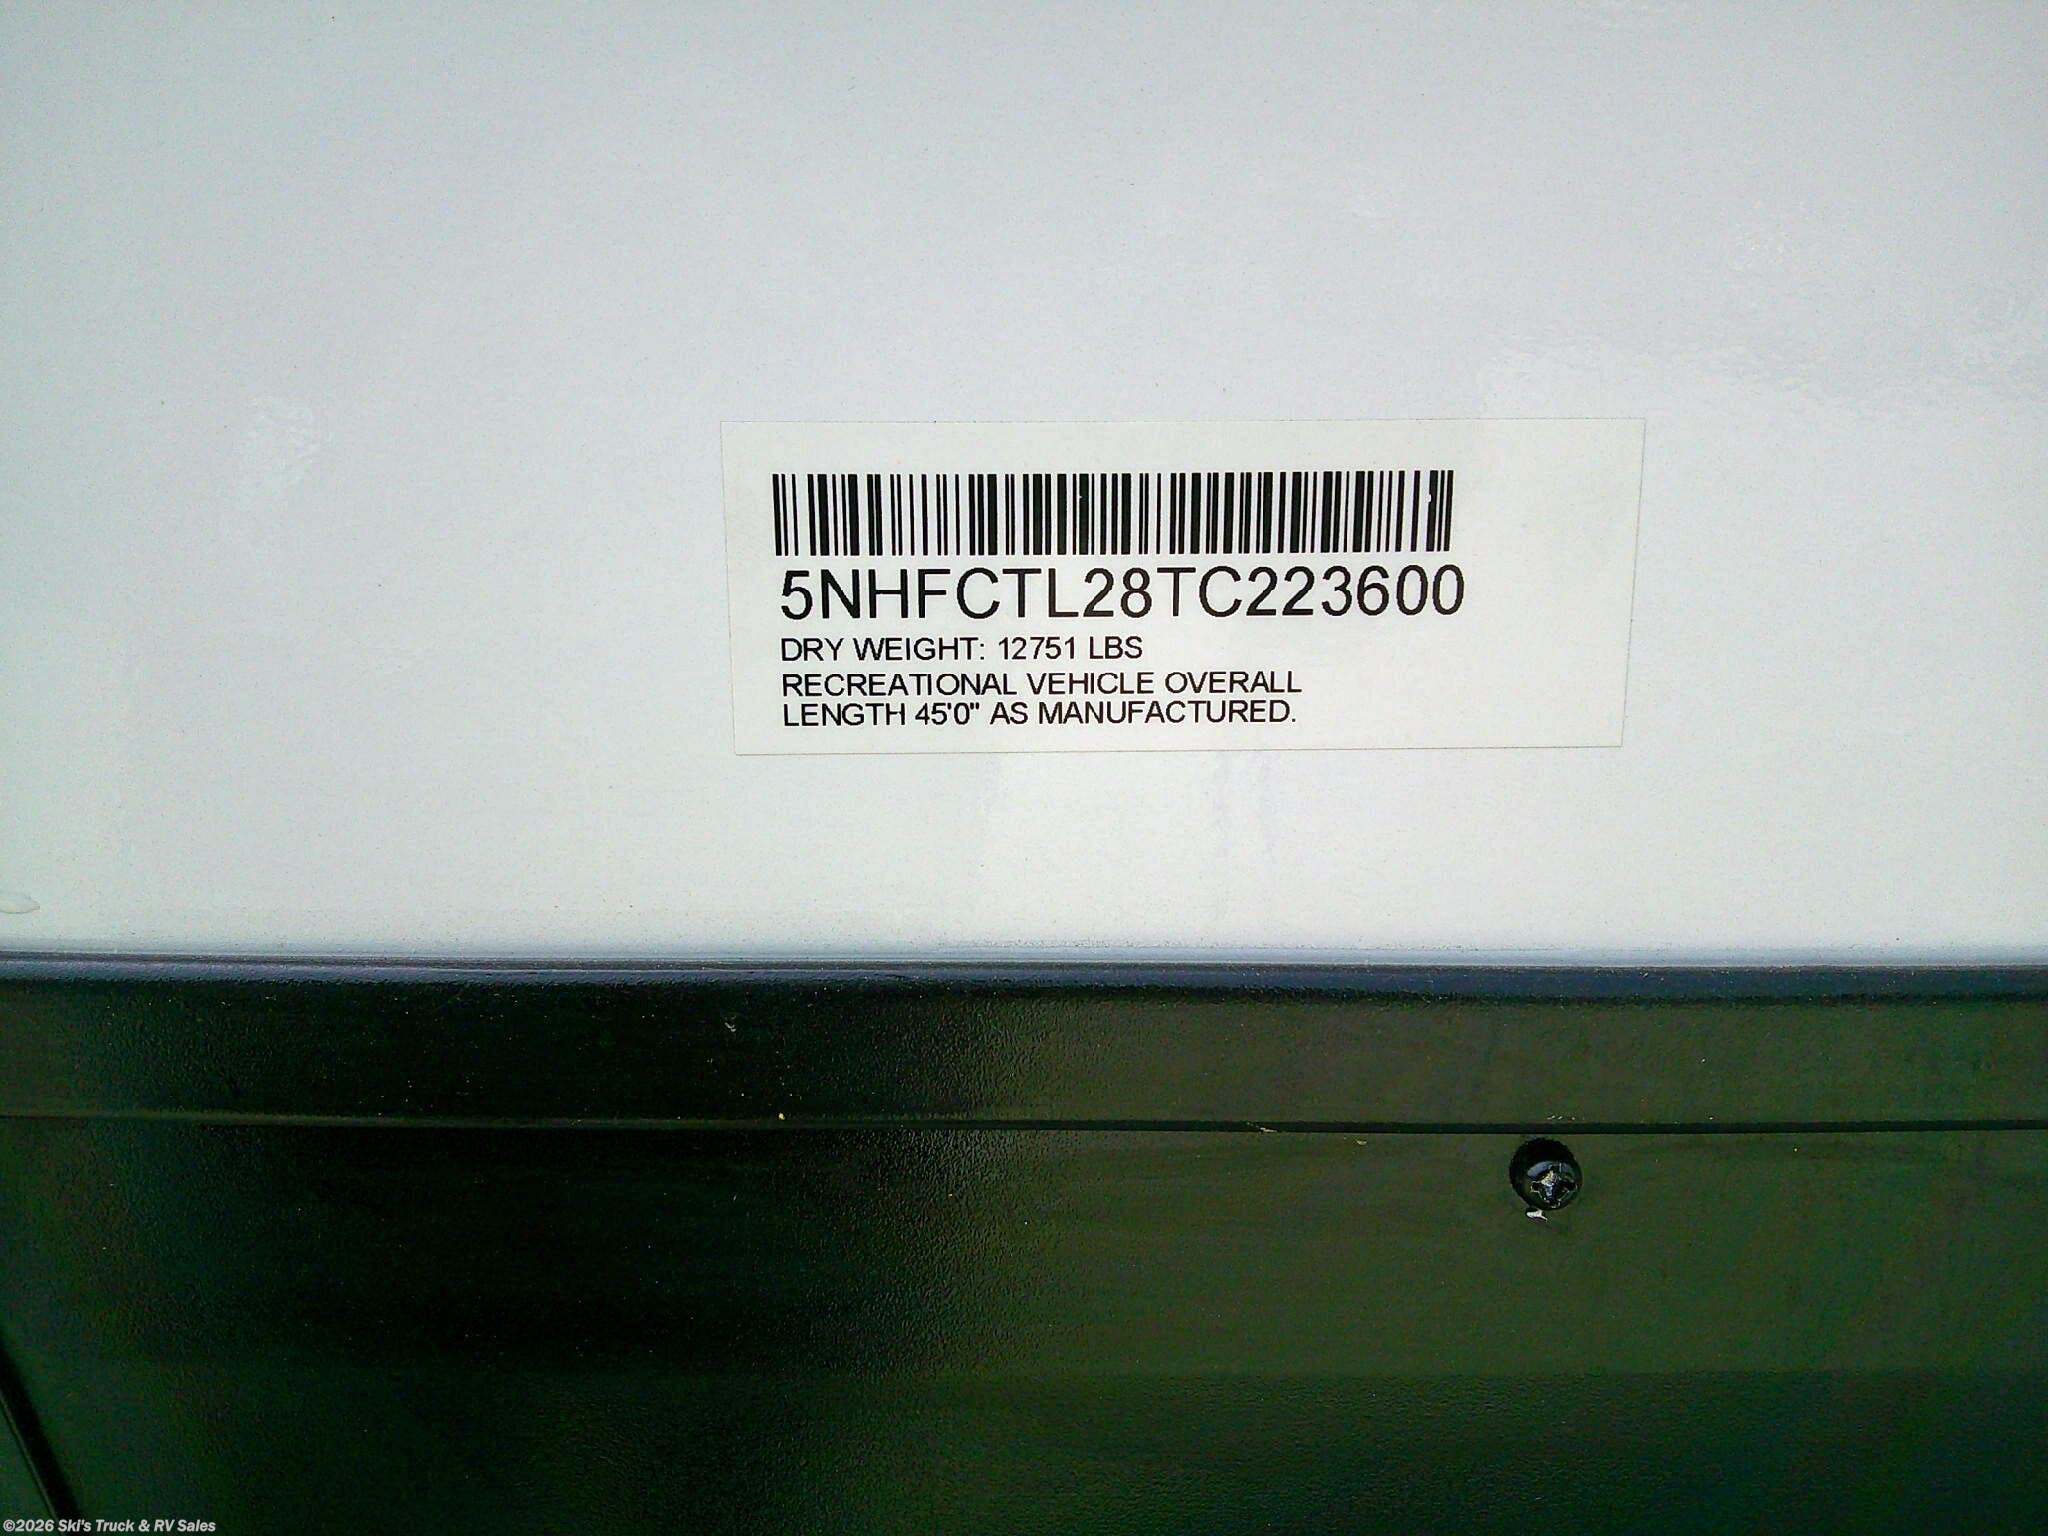 5NHFCTL28TC223600
DRY WEIGHT: 12751 LBS
RECREATIONAL VEHICLE OVERALL
LENGTH 45'0" AS MANUFACTURED.
©2026 Ski's Truck & RV Sales